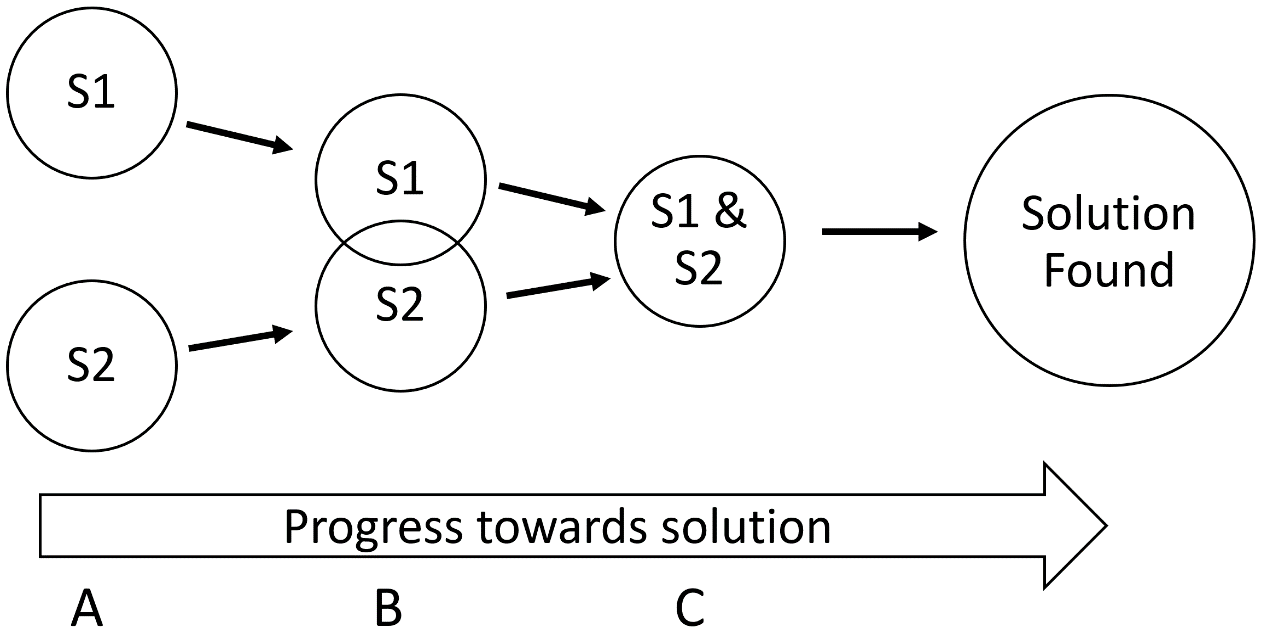 S1
S2
S1
S2
S1 &
S2
Solution
Found
Progress towards solution
A
B
C